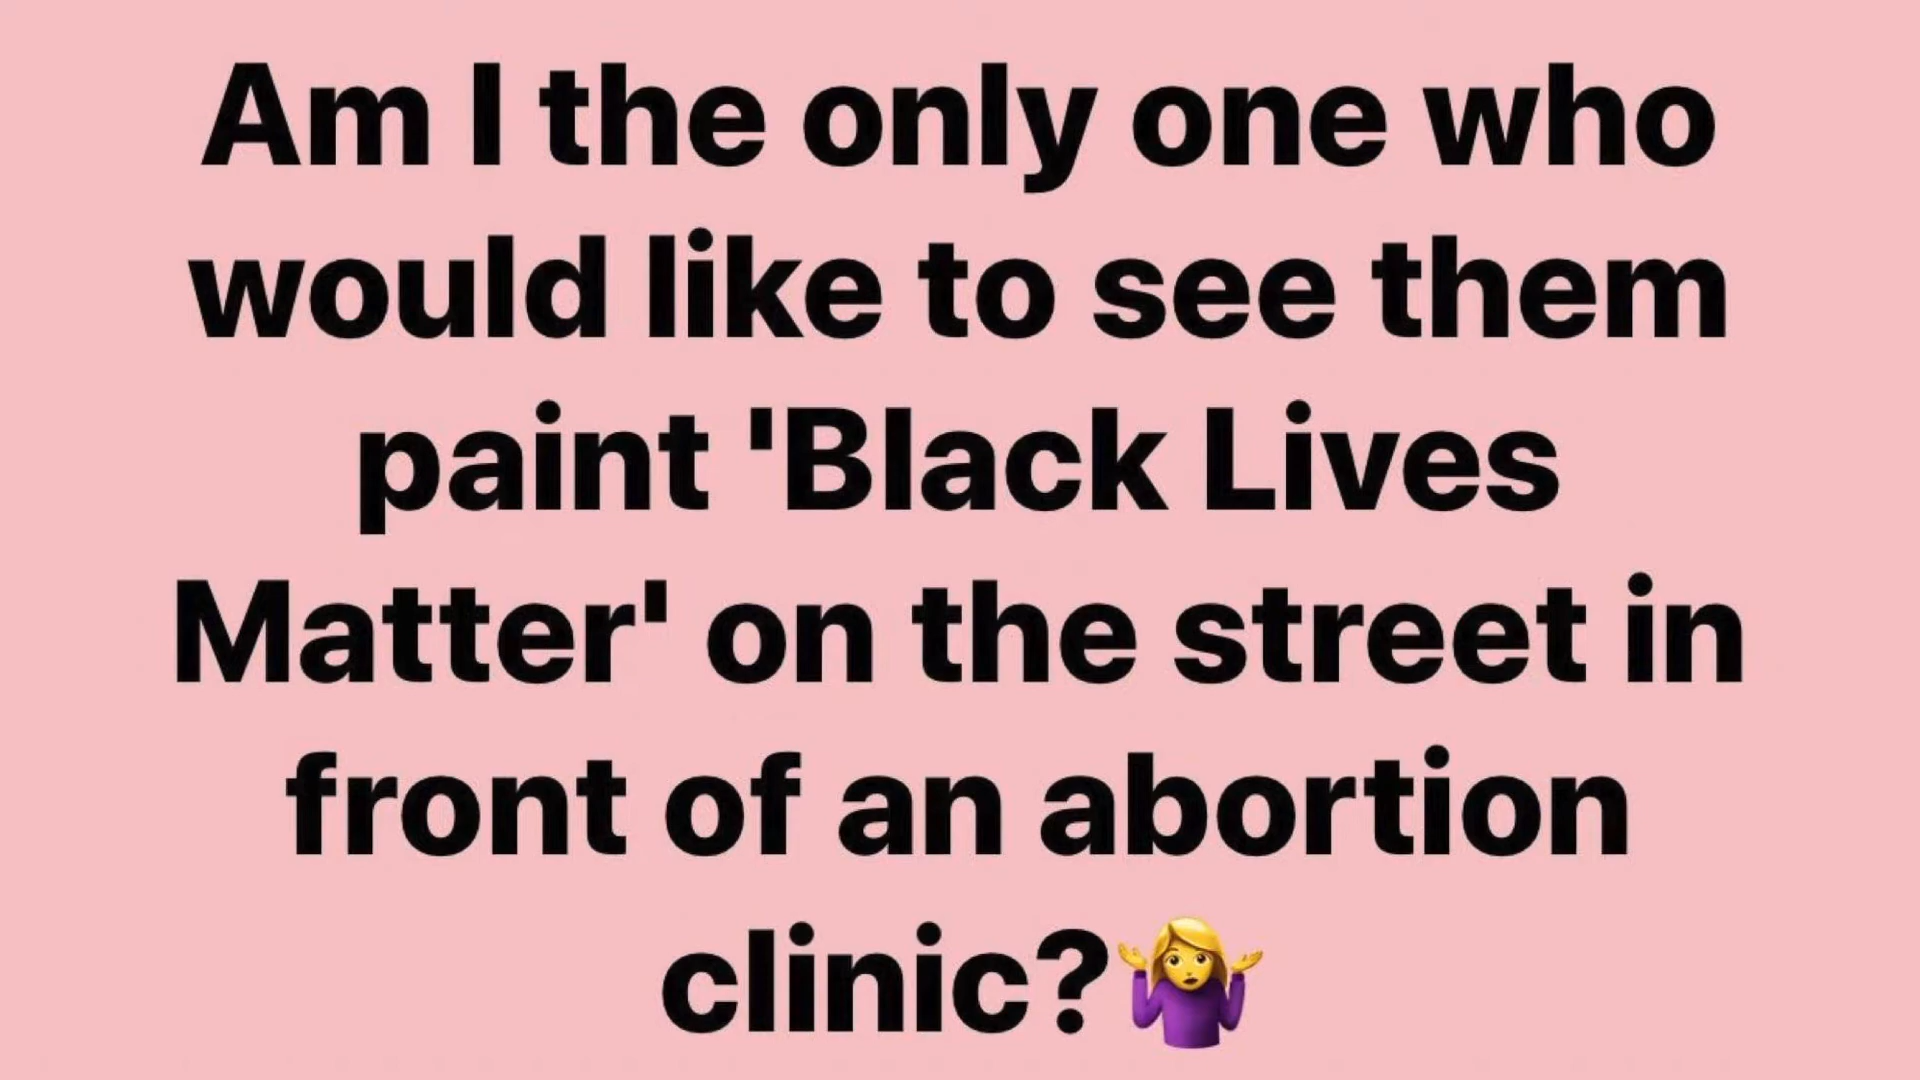 Am I the only one who
would like to see them
paint 'Black Lives
Matter' on the street in
front of an abortion
clinic?🤷‍♀️